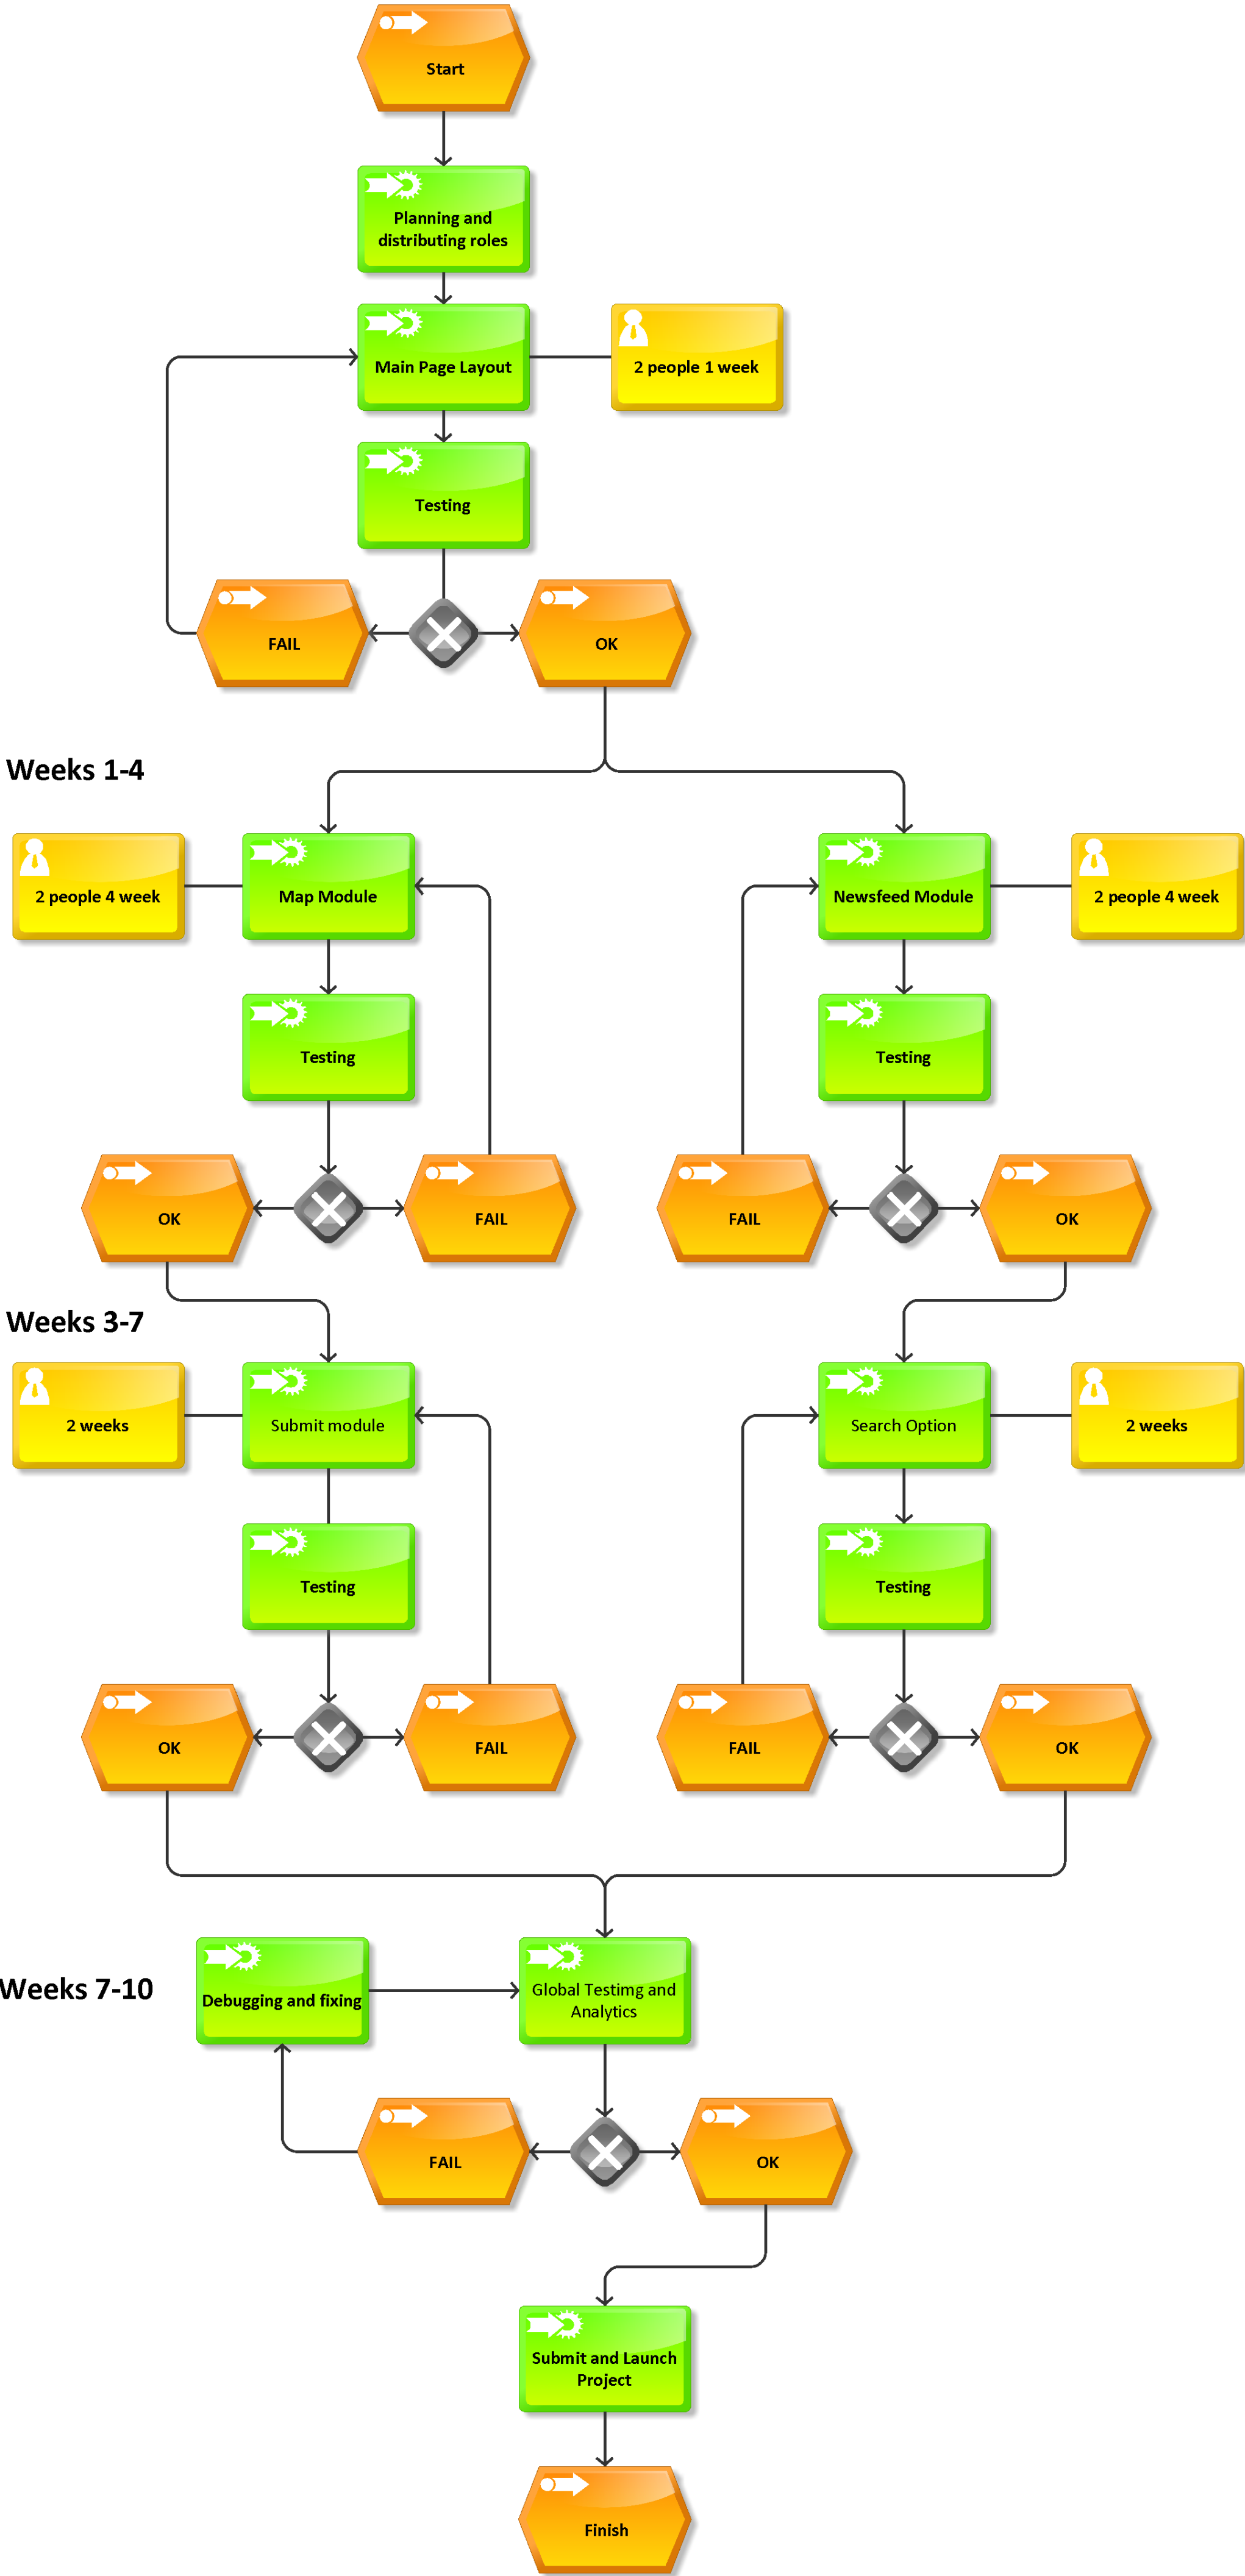 Start
Planning and
distributing roles
Main Page Layout
2 people 1 week
Testing
FAIL
OK
Weeks 1-4
2 people 4 week
Map Module
Newsfeed Module
2 people 4 week
Testing
Testing
OK
FAIL
FAIL
OK
Weeks 3-7
2 weeks
Submit module
Search Option
2 weeks
Testing
Testing
OK
FAIL
FAIL
OK
Weeks 7-10
Debugging and fixing
Global Testimg and
Analytics
FAIL
OK
Submit and Launch
Project
Finish